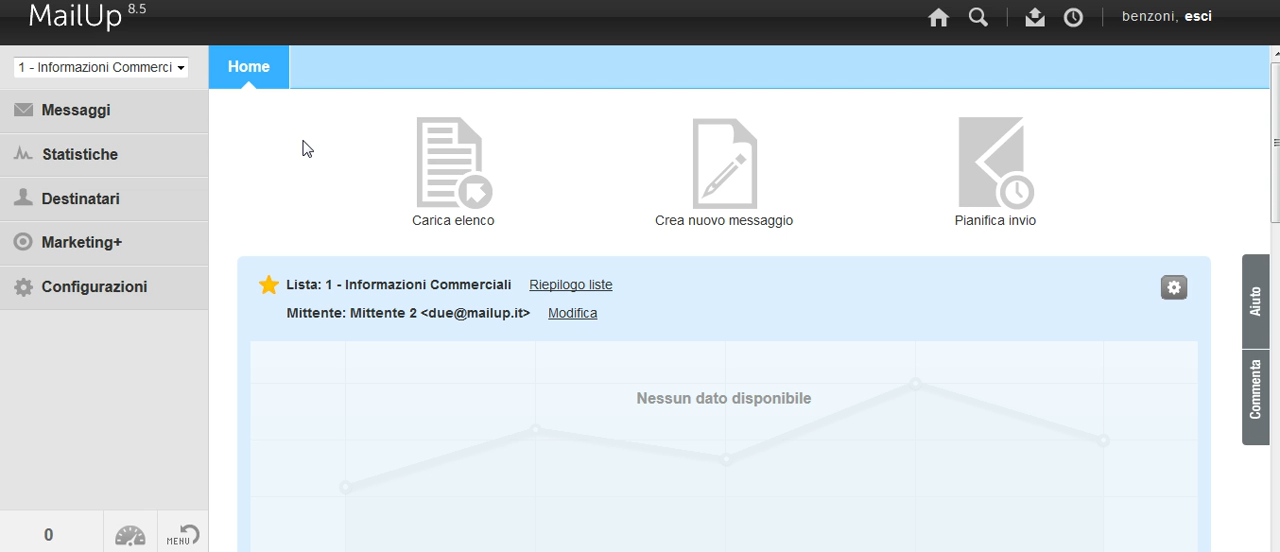 MailUp 8.5
benzoni, esci
1 - Informazioni Commerci
Home
Messaggi
Statistiche
Destinatari
Marketing+
Configurazioni
Carica elenco
Crea nuovo messaggio
Pianifica invio
Lista: 1 - Informazioni Commerciali Riepilogo liste
Mittente: Mittente 2 <due@mailup.it> Modifica
Nessun dato disponibile
Aiuto
Commenta
0
MENU